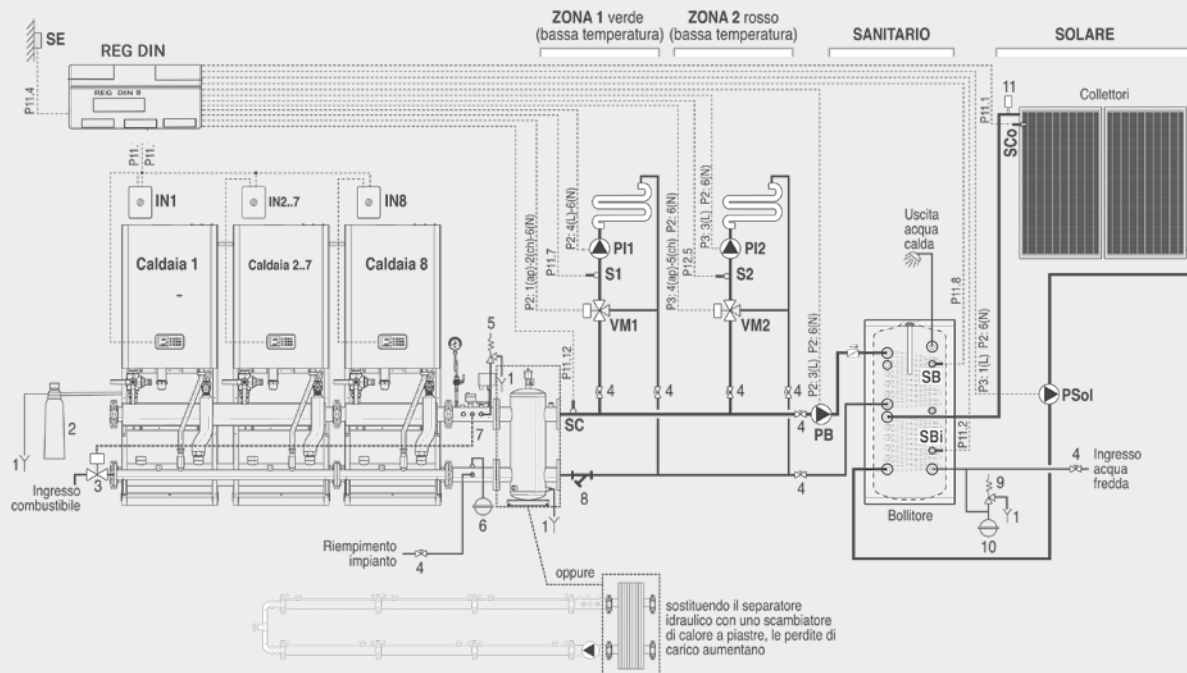 ZONA 1 verde
(bassa temperatura)
ZONA 2 rosso
(bassa temperatura)
SANITARIO
SOLARE
SE
REG DIN
REG DIN 8
P11.4
P11.
P11.
IN1
IN2..7
IN8
Caldaia 1
Caldaia 2..7
Caldaia 8
P2: 1(ap)-2(ch)-6(N)
P11.7
P2: 4(L)-6(N)
PI1
S1
VM1
P3: 4(ap)-5(ch) P2: 6(N)
P12.5
P3: 3(L) P2: 6(N)
PI2
S2
VM2
P2: 3(L) P2: 6(N)
P11.12
Uscita
acqua
calda
P11.8
P11.2
P3: 1(L) P2: 6(N)
P11.1
11
SCo
Collettori
5
1
2
1
3
Ingresso
combustibile
7
6
SC
8
1
4
4
4
4
4
PB
4
SB
SBi
Bollitore
PSol
4
Ingresso
acqua
fredda
9
1
10
Riempimento
impianto
4
oppure
sostituendo il separatore
idraulico con uno scambiatore
di calore a piastre, le perdite di
carico aumentano